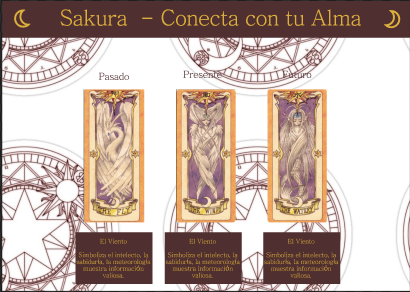 Sakura - Conecta con tu Alma
Pasado
Presente
Futuro
El Viento
Simboliza el intelecto, la
sabiduría, la meteorología
muestra información
valiosa.
El Viento
Simboliza el intelecto, la
sabiduría, la meteorología
muestra información
valiosa.
El Viento
Simboliza el intelecto, la
sabiduría, la meteorología
muestra información
valiosa.